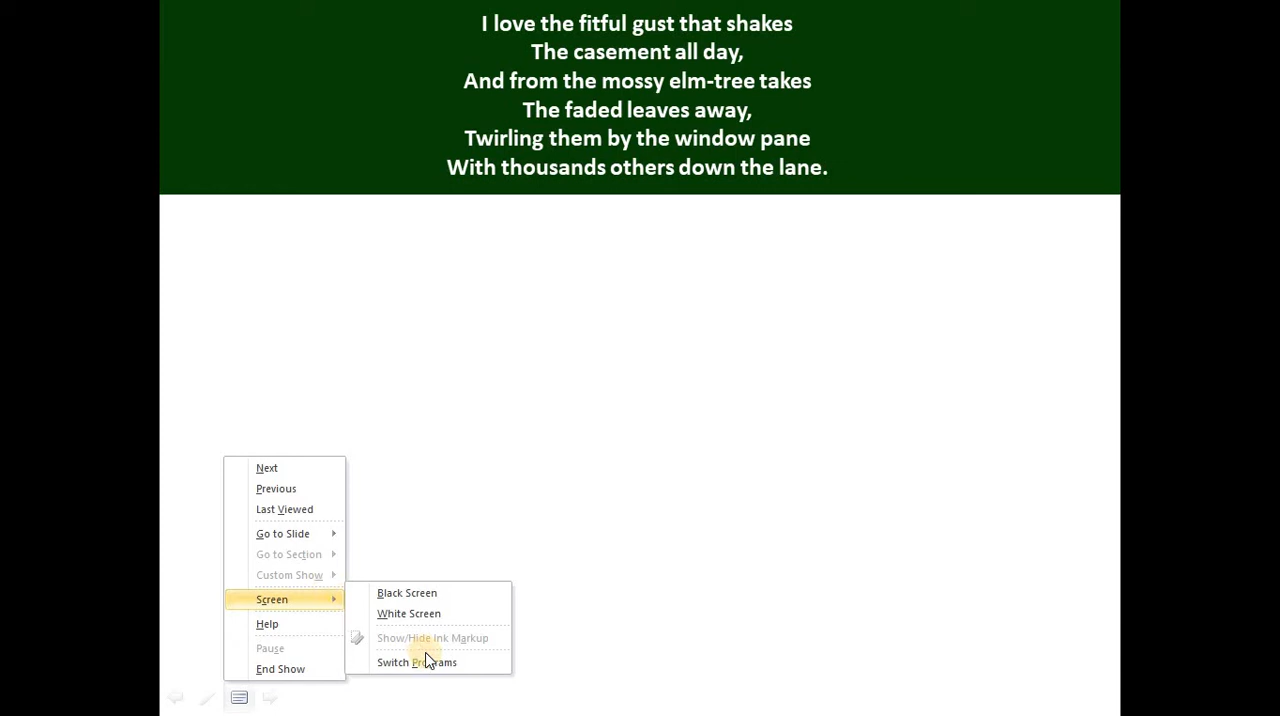 I love the fitful gust that shakes
The casement all day,
And from the mossy elm-tree takes
The faded leaves away,
Twirling them by the window pane
With thousands others down the lane.
Next
Previous
Last Viewed
Go to Slide
Go to Section
Custom Show
Screen
Help
Pause
End Show
Black Screen
White Screen
Show/Hide Ink Markup
Switch Programs